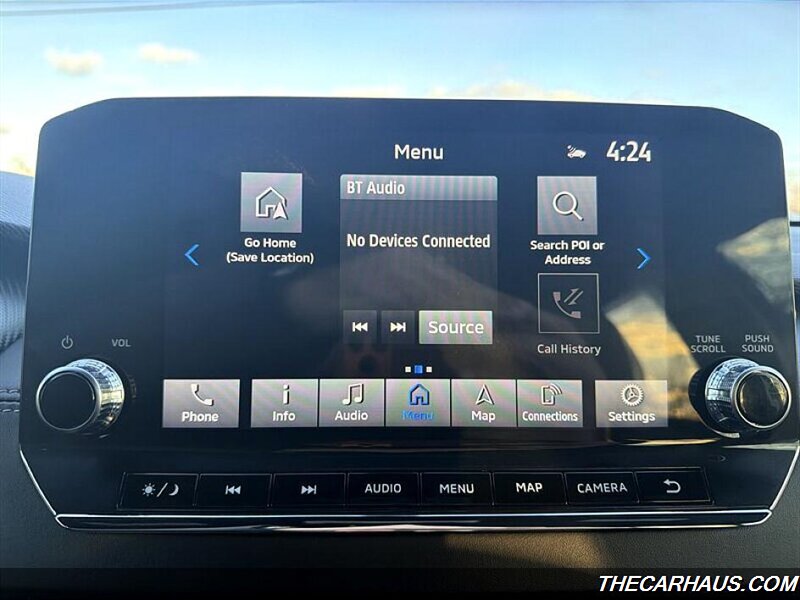 Menu
4:24
BT Audio
No Devices Connected
Go Home
(Save Location)
Search POI or
Address
Source
Call History
VOL
TUNE
SCROLL
PUSH
SOUND
Phone
Info
Audio
Menu
Map
Connections
Settings
AUDIO
MENU
MAP
CAMERA
THECARHAUS.COM